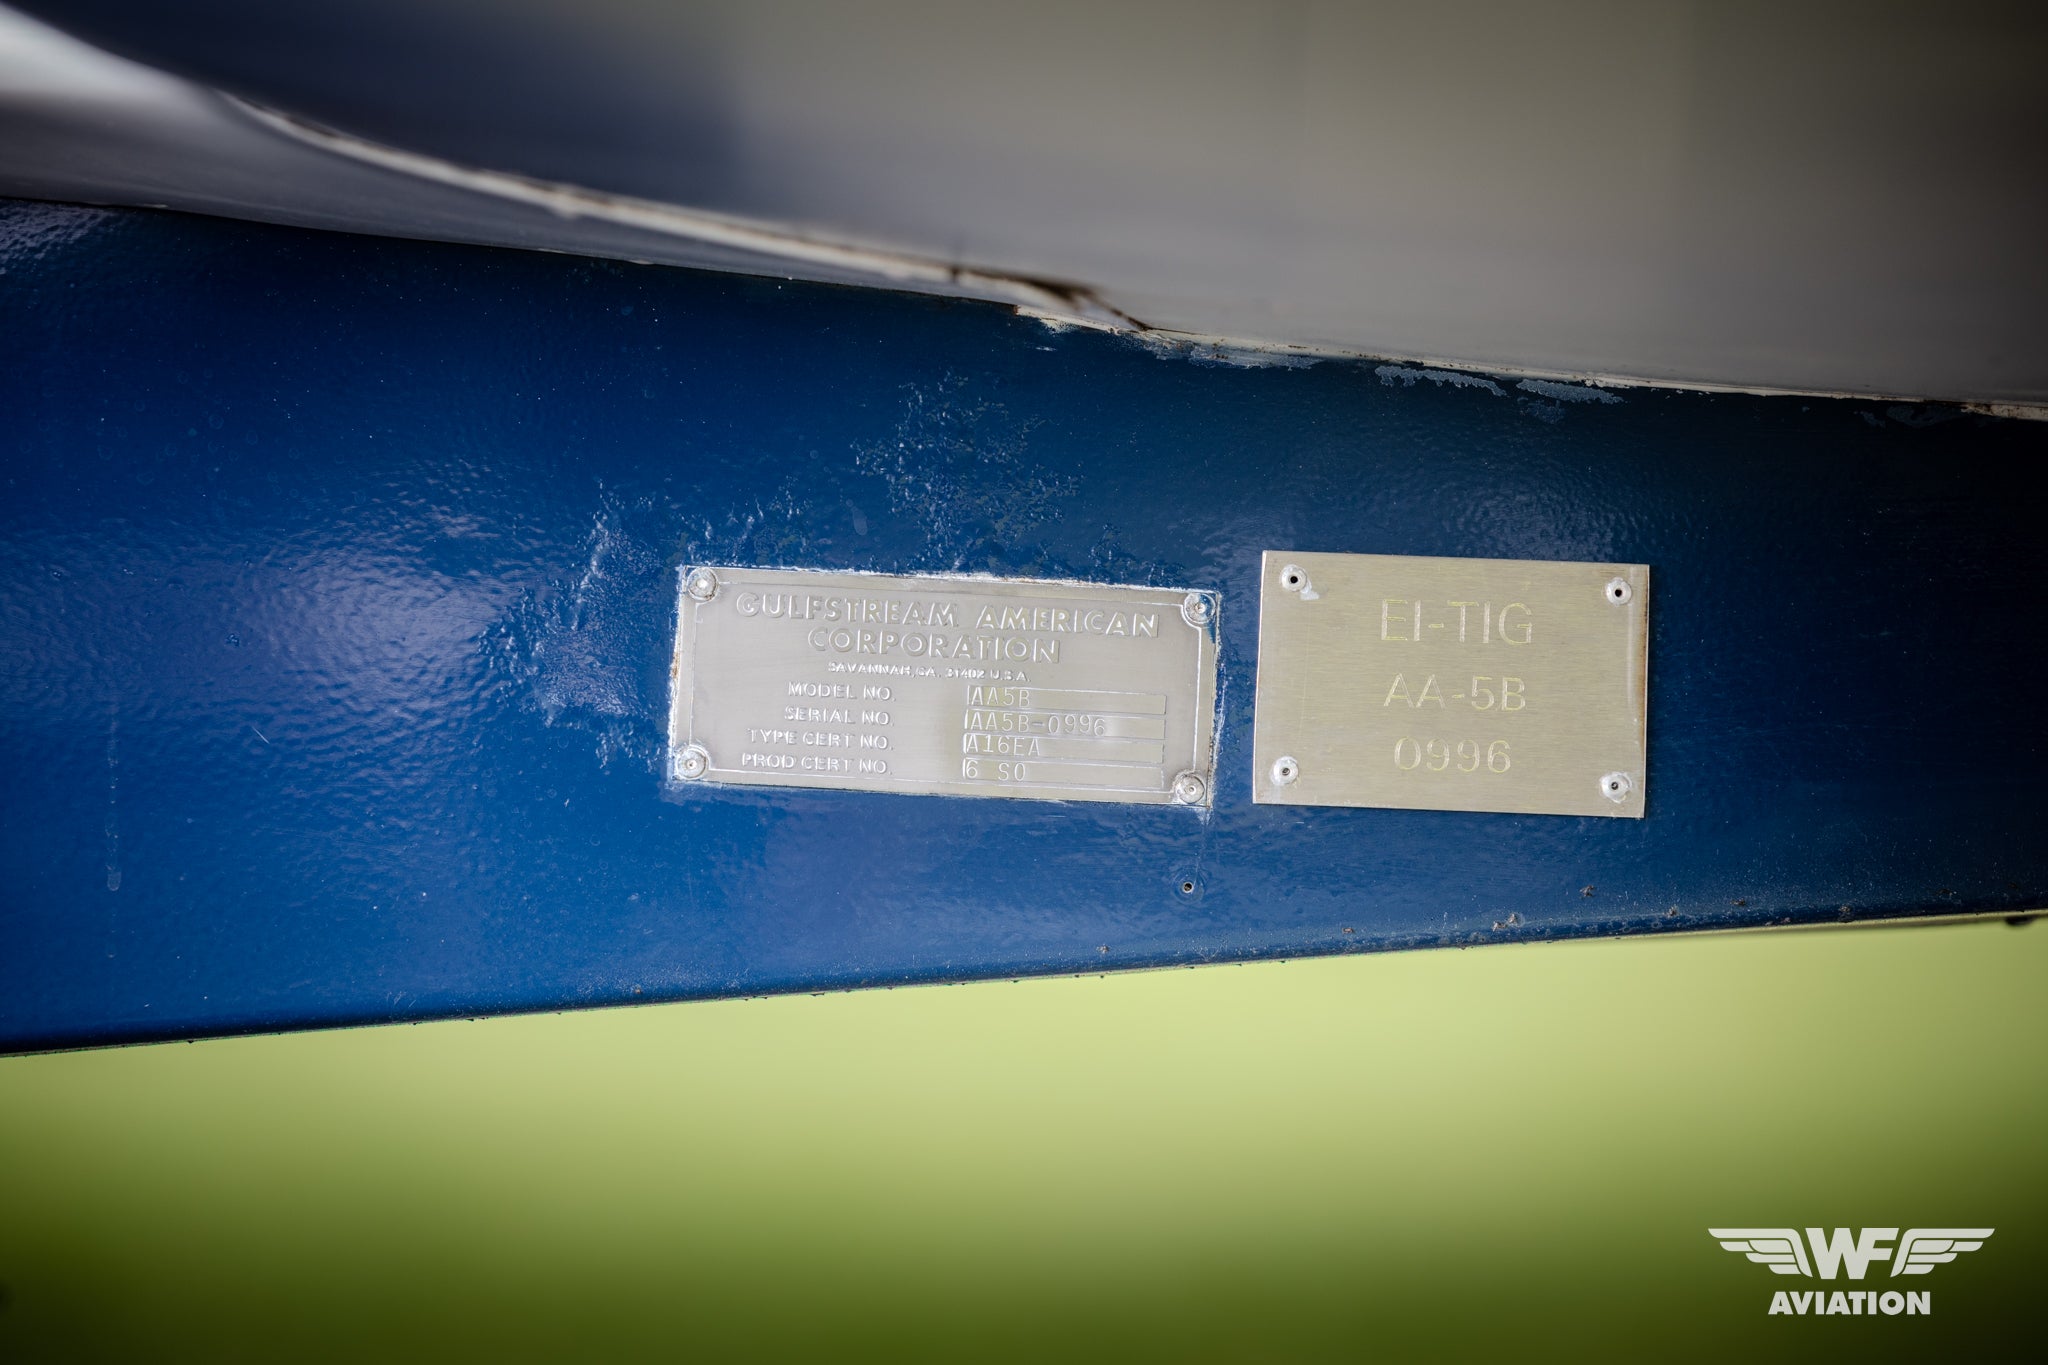 GULFSTREAM AMERICAN
CORPORATION
SAVANNAH, GA. 31402 U.S.A.
MODEL NO. AA5B
SERIAL NO. AA5B-0996
TYPE CERT NO. A16EA
PROD CERT NO. 6 SO
EI-TIG
AA-5B
0996
WF
AVIATION